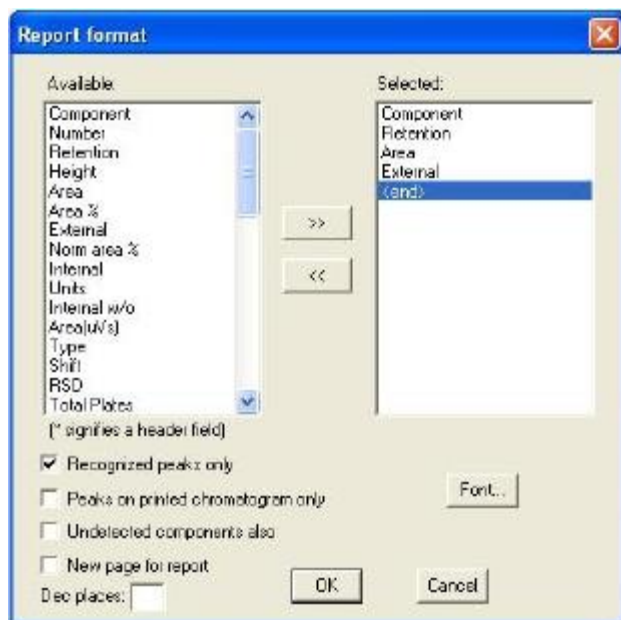 Report format
Available:
Component
Number
Retention
Height
Area
Area %
External
Norm area %
Internal
Units
Internal w/o
Area(uVs)
Type
Shift
RSD
Total Plates
(* signifies a header field)
>>
<<
Selected:
Component
Retention
Area
External
<end>
Recognized peaks only
Peaks on printed chromatogram only
Undetected components also
New page for report
Dec places:
Font...
OK
Cancel